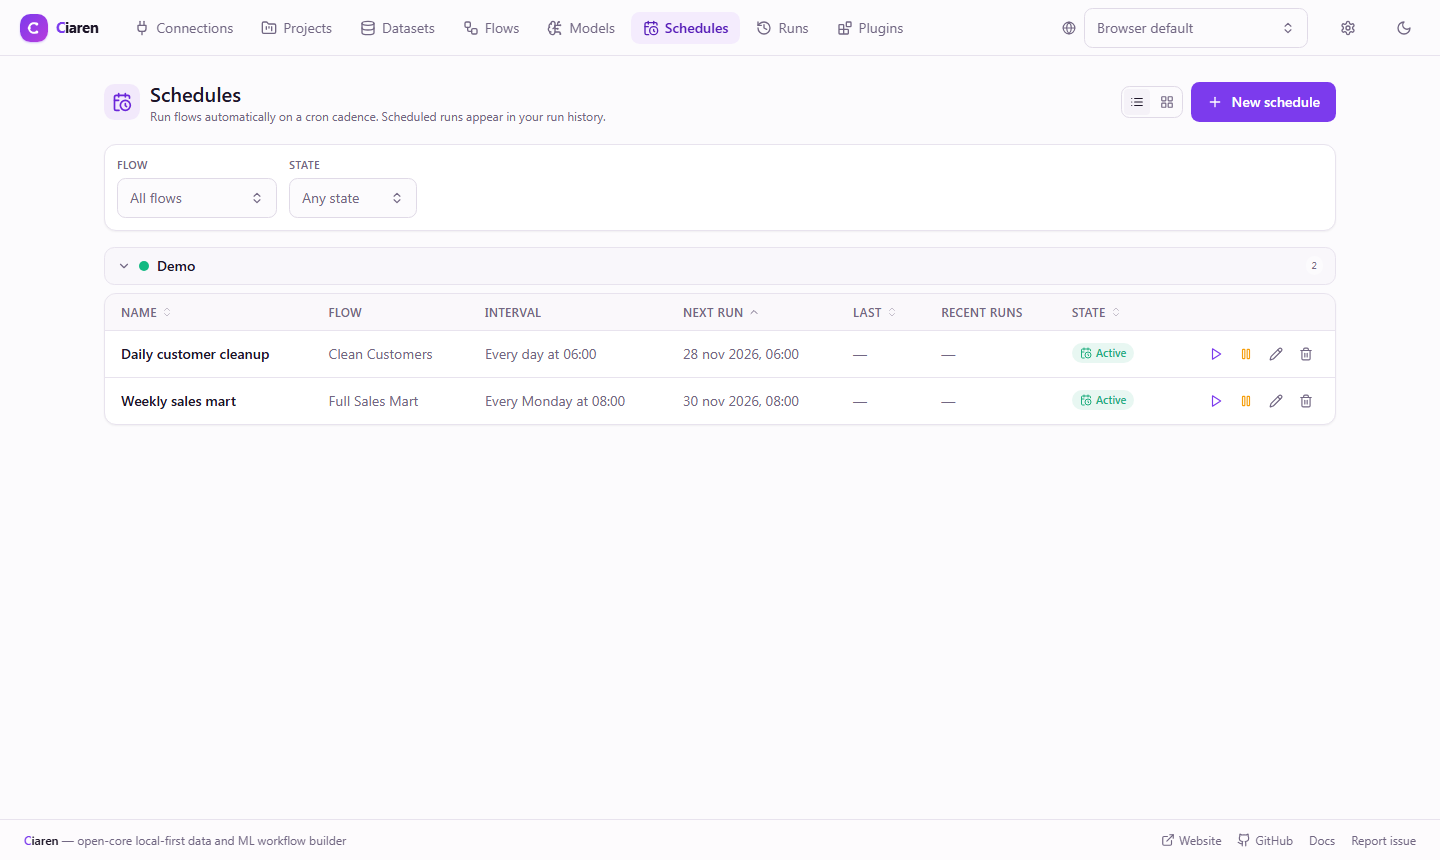 C Ciaren Connections Projects Datasets Flows Models Schedules Runs Plugins Browser default
Schedules
Run flows automatically on a cron cadence. Scheduled runs appear in your run history.
New schedule
FLOW STATE
All flows Any state
Demo 2
NAME FLOW INTERVAL NEXT RUN LAST RECENT RUNS STATE
Daily customer cleanup Clean Customers Every day at 06:00 28 nov 2026, 06:00 — — Active
Weekly sales mart Full Sales Mart Every Monday at 08:00 30 nov 2026, 08:00 — — Active
Ciaren — open-core local-first data and ML workflow builder Website GitHub Docs Report issue